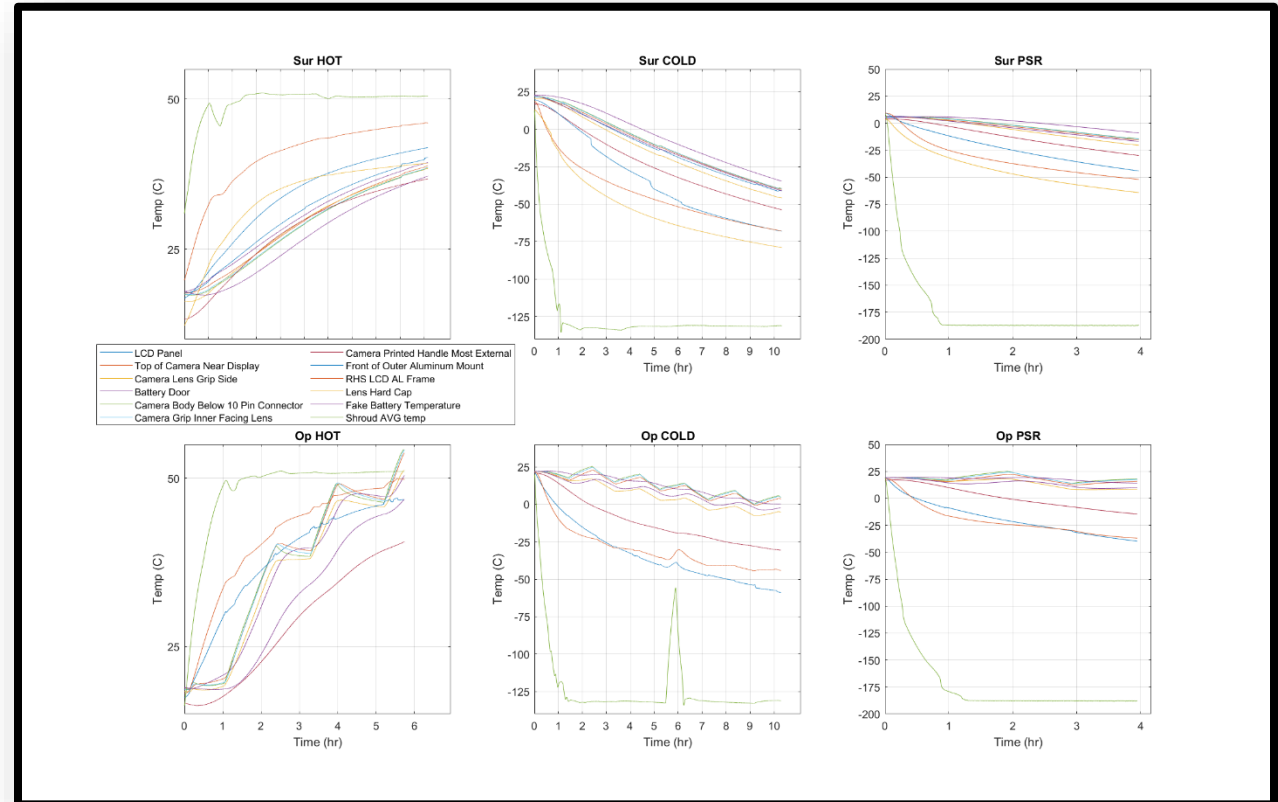 Sur HOT
Temp (C)
50
25
Sur COLD
Temp (C)
25
0
-25
-50
-75
-100
-125
0 1 2 3 4 5 6 7 8 9 10
Time (hr)
Sur PSR
Temp (C)
50
25
0
-25
-50
-75
-100
-125
-150
-175
-200
0 1 2 3 4
Time (hr)
LCD Panel
Top of Camera Near Display
Camera Lens Grip Side
Battery Door
Camera Body Below 10 Pin Connector
Camera Grip Inner Facing Lens
Camera Printed Handle Most External
Front of Outer Aluminum Mount
RHS LCD AL Frame
Lens Hard Cap
Fake Battery Temperature
Shroud AVG temp
Op HOT
Temp (C)
50
25
0 1 2 3 4 5 6
Time (hr)
Op COLD
Temp (C)
25
0
-25
-50
-75
-100
-125
0 1 2 3 4 5 6 7 8 9 10
Time (hr)
Op PSR
Temp (C)
50
25
0
-25
-50
-75
-100
-125
-150
-175
-200
0 1 2 3 4
Time (hr)